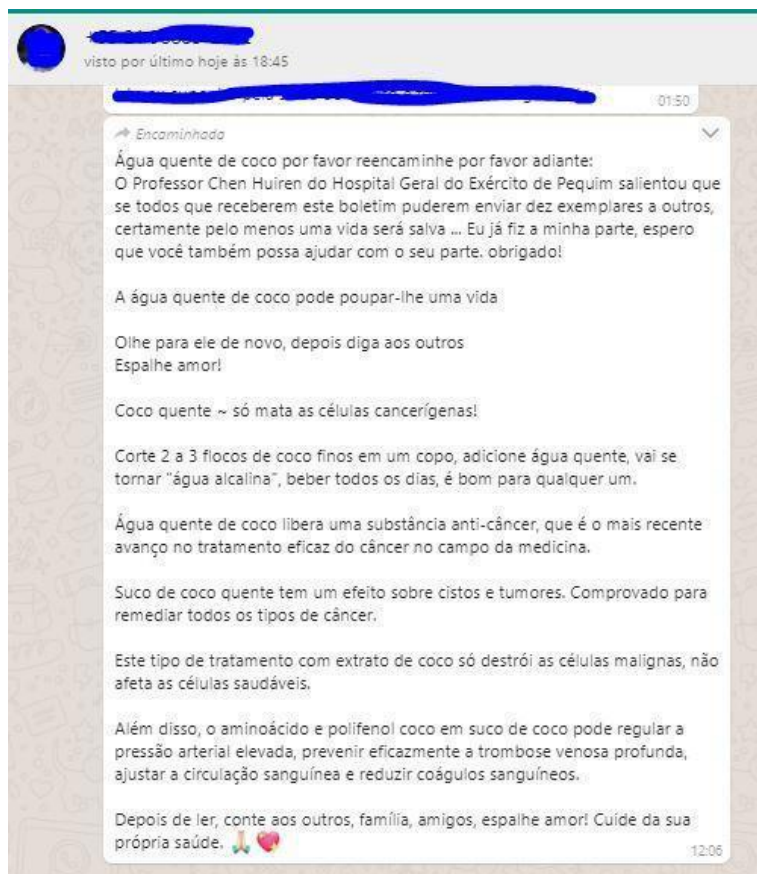 visto por último hoje às 18:45
01:50
Encaminhada
Água quente de coco por favor reencaminhe por favor adiante:
O Professor Chen Huiren do Hospital Geral do Exército de Pequim salientou que
se todos que receberem este boletim puderem enviar dez exemplares a outros,
certamente pelo menos uma vida será salva ... Eu já fiz a minha parte, espero
que você também possa ajudar com o seu parte. obrigado!
A água quente de coco pode poupar-lhe uma vida
Olhe para ele de novo, depois diga aos outros
Espalhe amor!
Coco quente ~ só mata as células cancerígenas!
Corte 2 a 3 flocos de coco finos em um copo, adicione água quente, vai se
tornar "água alcalina", beber todos os dias, é bom para qualquer um.
Água quente de coco libera uma substância anti-câncer, que é o mais recente
avanço no tratamento eficaz do câncer no campo da medicina.
Suco de coco quente tem um efeito sobre cistos e tumores. Comprovado para
remediar todos os tipos de câncer.
Este tipo de tratamento com extrato de coco só destrói as células malignas, não
afeta as células saudáveis.
Além disso, o aminoácido e polifenol coco em suco de coco pode regular a
pressão arterial elevada, prevenir eficazmente a trombose venosa profunda,
ajustar a circulação sanguínea e reduzir coágulos sanguíneos.
Depois de ler, conte aos outros, família, amigos, espalhe amor! Cuide da sua
própria saúde. 🙏🏼 💖
12:06